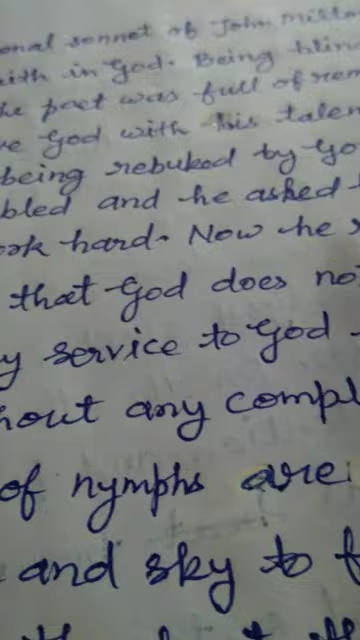 onal sonnet of John Milto
ith in God. Being blin
he poet was full of rem
ve God with his talen
being rebuked by Go
bled and he asked
ork hard. Now he
that God does no
y service to God
hout any compl
of nymphs are
and sky to f